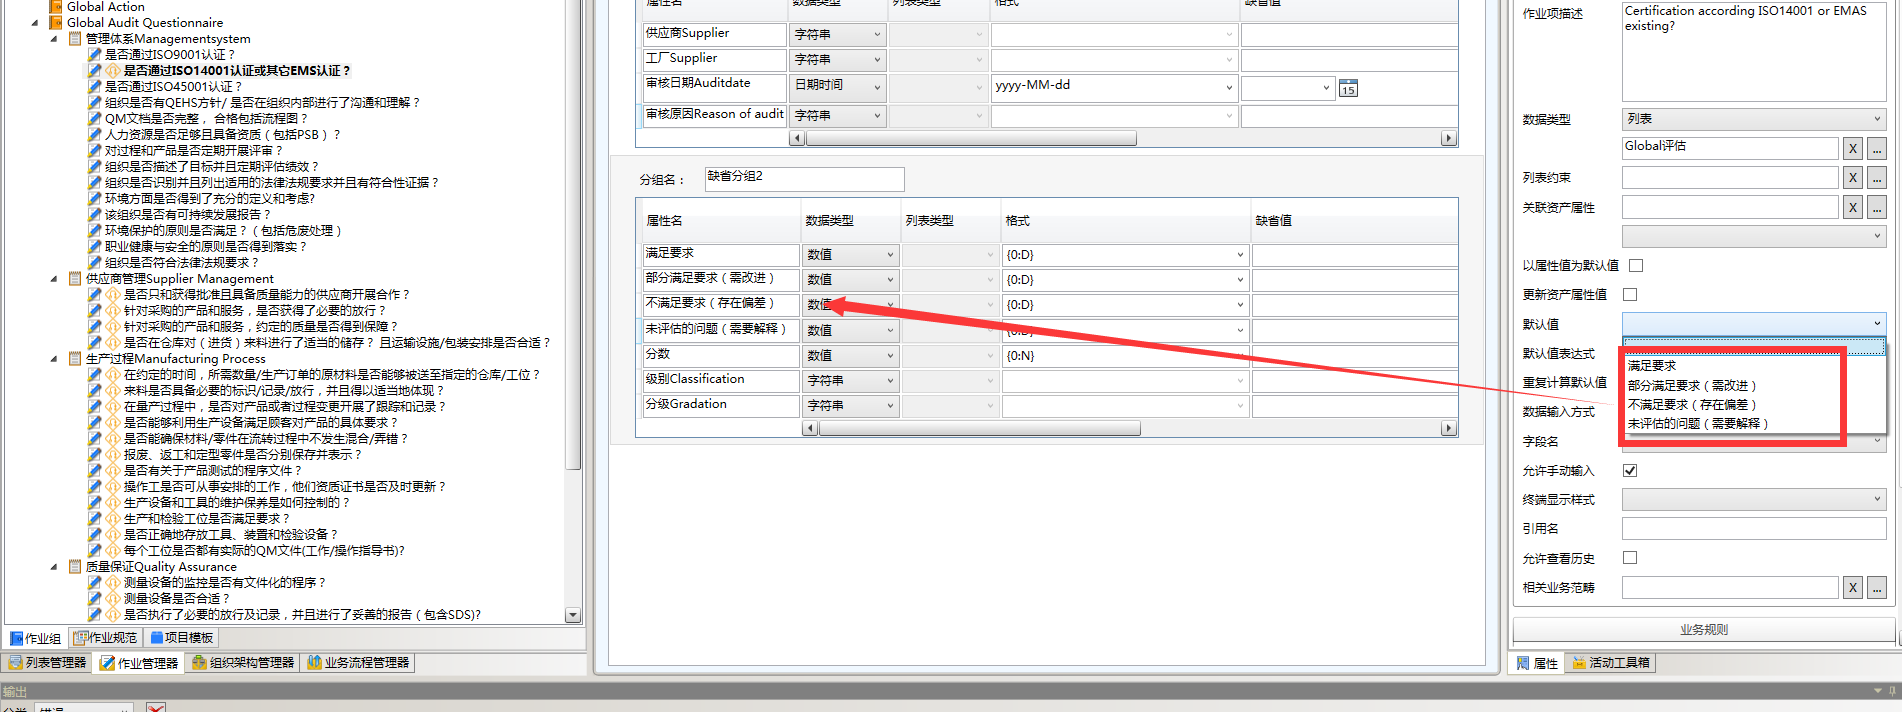 Global Action
Global Audit Questionnaire
管理体系Managementsystem
是否通过ISO9001认证？
是否通过ISO14001认证或其它EMS认证？
是否通过ISO45001认证？
组织是否有QEHS方针/ 是否在组织内部进行了沟通和理解？
QM文档是否完整， 合格包括流程图？
人力资源是否足够且具备资质（包括PSB）？
对过程和产品是否定期开展评审？
组织是否描述了目标并且定期评估绩效？
组织是否识别并且列出适用的法律法规要求并且有符合性证据？
环境方面是否得到了充分的定义和考虑?
该组织是否有可持续发展报告？
环境保护的原则是否满足？（包括危废处理）
职业健康与安全的原则是否得到落实？
组织是否符合法律法规要求？
供应商管理Supplier Management
是否只和获得批准且具备质量能力的供应商开展合作？
针对采购的产品和服务，是否获得了必要的放行？
针对采购的产品和服务，约定的质量是否得到保障？
是否在仓库对（进货）来料进行了适当的储存？ 且运输设施/包装安排是否合适？
生产过程Manufacturing Process
在约定的时间，所需数量/生产订单的原材料是否能够被送至指定的仓库/工位？
来料是否具备必要的标识/记录/放行，并且得以适当地体现？
在量产过程中，是否对产品或者过程变更开展了跟踪和记录？
是否能够利用生产设备满足顾客对产品的具体要求？
是否能确保材料/零件在流转过程中不发生混合/弄错？
报废、返工和定型零件是否分别保存并表示？
是否有关于产品测试的程序文件？
操作工是否可从事安排的工作，他们资质证书是否及时更新？
生产设备和工具的维护保养是如何控制的？
生产和检验工位是否满足要求？
是否正确地存放工具、装置和检验设备？
每个工位是否都有实际的QM文件(工作/操作指导书)?
质量保证Quality Assurance
测量设备的监控是否有文件化的程序？
测量设备是否合适？
是否执行了必要的放行及记录，并且进行了妥善的报告（包含SDS)?
作业组 作业规范 项目模板
列表管理器 作业管理器 组织架构管理器 业务流程管理器
输出
属性名 数据类型 列表类型 格式 缺省值
供应商Supplier 字符串
工厂Supplier 字符串
审核日期Auditdate 日期时间 yyyy-MM-dd 15
审核原因Reason of audit 字符串
分组名： 缺省分组2
属性名 数据类型 列表类型 格式 缺省值
满足要求 数值 {0:D}
部分满足要求（需改进） 数值 {0:D}
不满足要求（存在偏差） 数值 {0:D}
未评估的问题（需要解释） 数值 {0:D}
分数 数值 {0:N}
级别Classification 字符串
分级Gradation 字符串
作业项描述 Certification according ISO14001 or EMAS
existing?
数据类型 列表
Global评估 X ...
列表约束 X ...
关联资产属性 X ...
以属性值为默认值
更新资产属性值
默认值
默认值表达式
满足要求
重复计算默认值 部分满足要求（需改进）
数据输入方式 不满足要求（存在偏差）
未评估的问题（需要解释）
字段名
允许手动输入
终端显示样式
引用名
允许查看历史
相关业务范畴 X ...
业务规则
属性 活动工具箱